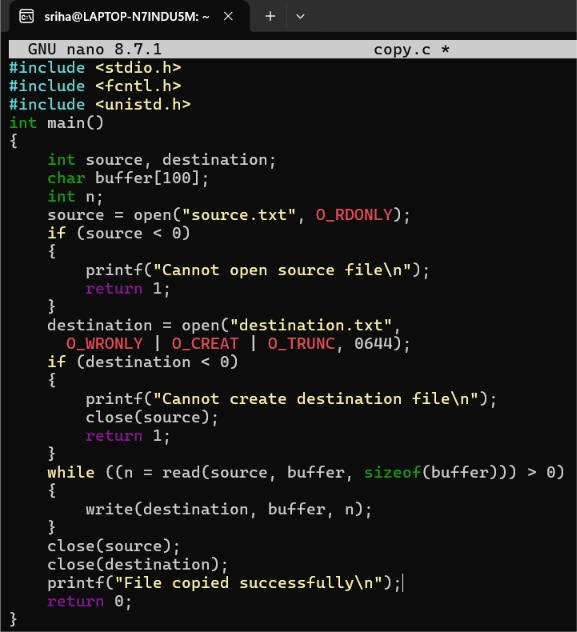 sriha@LAPTOP-N7INDU5M: ~
GNU nano 8.7.1 copy.c *
#include <stdio.h>
#include <fcntl.h>
#include <unistd.h>
int main()
{
    int source, destination;
    char buffer[100];
    int n;
    source = open("source.txt", O_RDONLY);
    if (source < 0)
    {
        printf("Cannot open source file\n");
        return 1;
    }
    destination = open("destination.txt",
      O_WRONLY | O_CREAT | O_TRUNC, 0644);
    if (destination < 0)
    {
        printf("Cannot create destination file\n");
        close(source);
        return 1;
    }
    while ((n = read(source, buffer, sizeof(buffer))) > 0)
    {
        write(destination, buffer, n);
    }
    close(source);
    close(destination);
    printf("File copied successfully\n");
    return 0;
}